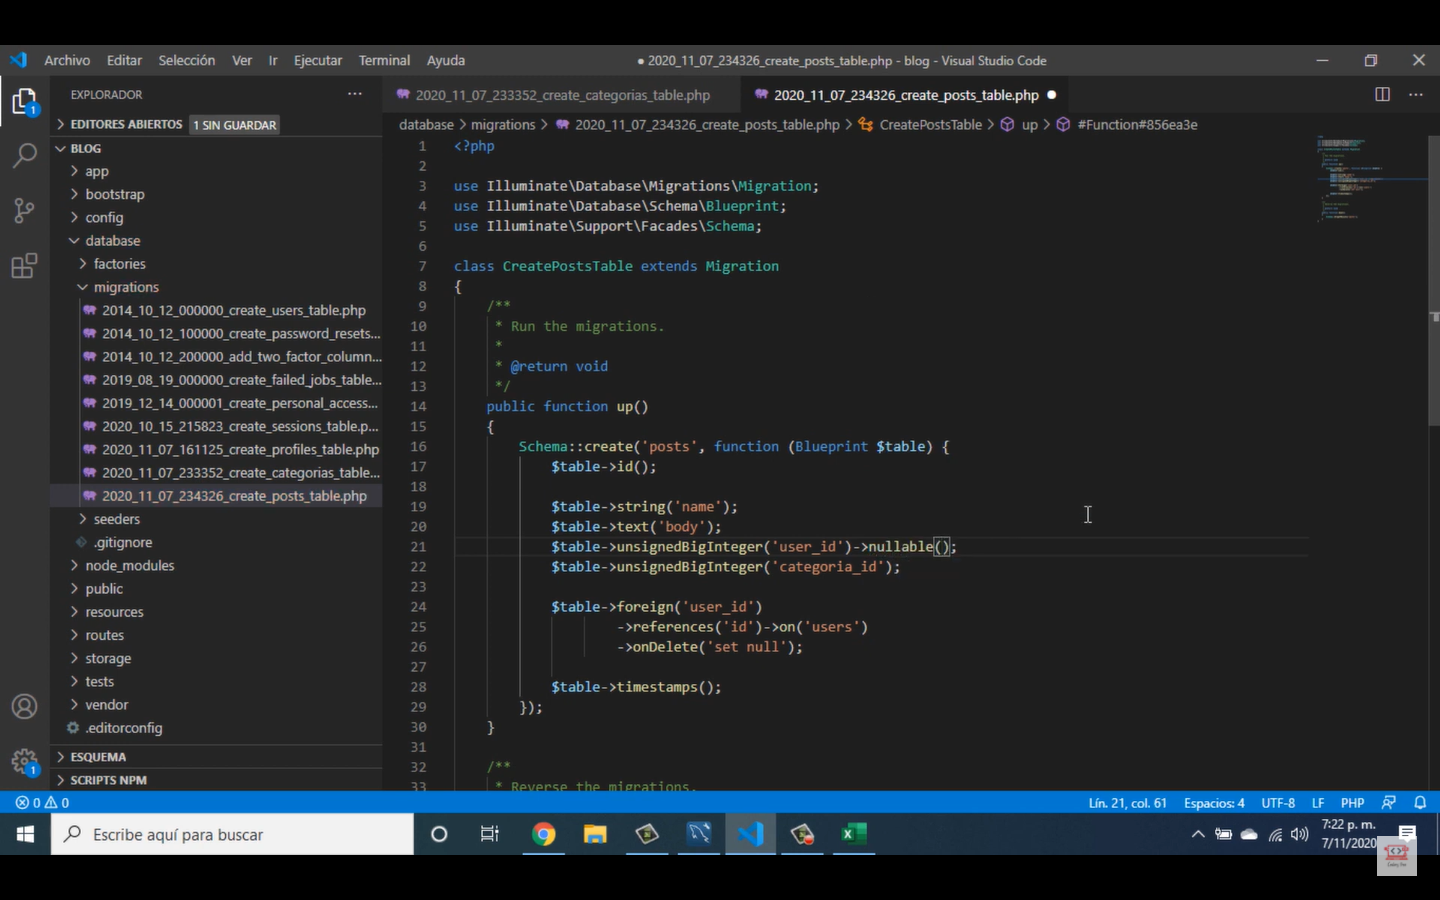 Archivo Editar Selección Ver Ir Ejecutar Terminal Ayuda
● 2020_11_07_234326_create_posts_table.php - blog - Visual Studio Code
EXPLORADOR
2020_11_07_233352_create_categorias_table.php
2020_11_07_234326_create_posts_table.php ●
EDITORES ABIERTOS 1 SIN GUARDAR
database > migrations > 2020_11_07_234326_create_posts_table.php > CreatePostsTable > up > #Function#856ea3e
BLOG
app
bootstrap
config
database
factories
migrations
2014_10_12_000000_create_users_table.php
2014_10_12_100000_create_password_resets...
2014_10_12_200000_add_two_factor_column...
2019_08_19_000000_create_failed_jobs_table...
2019_12_14_000001_create_personal_access...
2020_10_15_215823_create_sessions_table.p...
2020_11_07_161125_create_profiles_table.php
2020_11_07_233352_create_categorias_table...
2020_11_07_234326_create_posts_table.php
seeders
.gitignore
node_modules
public
resources
routes
storage
tests
vendor
.editorconfig
ESQUEMA
SCRIPTS NPM
1 <?php
2
3 use Illuminate\Database\Migrations\Migration;
4 use Illuminate\Database\Schema\Blueprint;
5 use Illuminate\Support\Facades\Schema;
6
7 class CreatePostsTable extends Migration
8 {
9 /**
10 * Run the migrations.
11 *
12 * @return void
13 */
14 public function up()
15 {
16 Schema::create('posts', function (Blueprint $table) {
17 $table->id();
18
19 $table->string('name');
20 $table->text('body');
21 $table->unsignedBigInteger('user_id')->nullable();
22 $table->unsignedBigInteger('categoria_id');
23
24 $table->foreign('user_id')
25 ->references('id')->on('users')
26 ->onDelete('set null');
27
28 $table->timestamps();
29 });
30 }
31
32 /**
33 * Reverse the migrations.
1
1
0 0
Lín. 21, col. 61 Espacios: 4 UTF-8 LF PHP
Escribe aquí para buscar
7:22 p. m.
7/11/2020